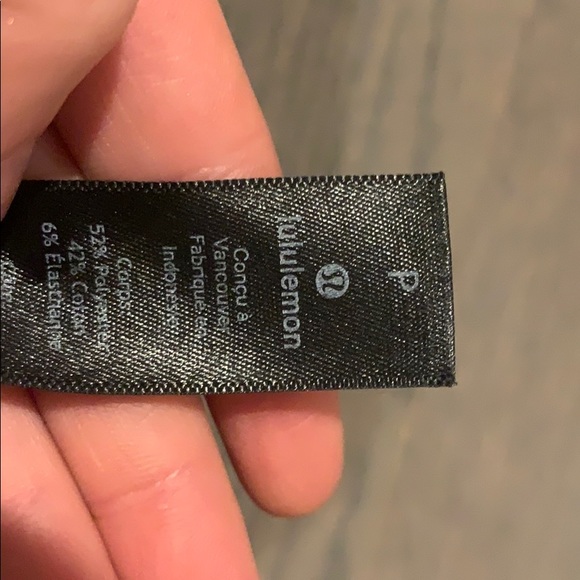 P
lululemon
Conçu à
Vancouver
Fabriqué en
Indonésie
Corps
52% Polyester
42% Coton
6% Élasthanne